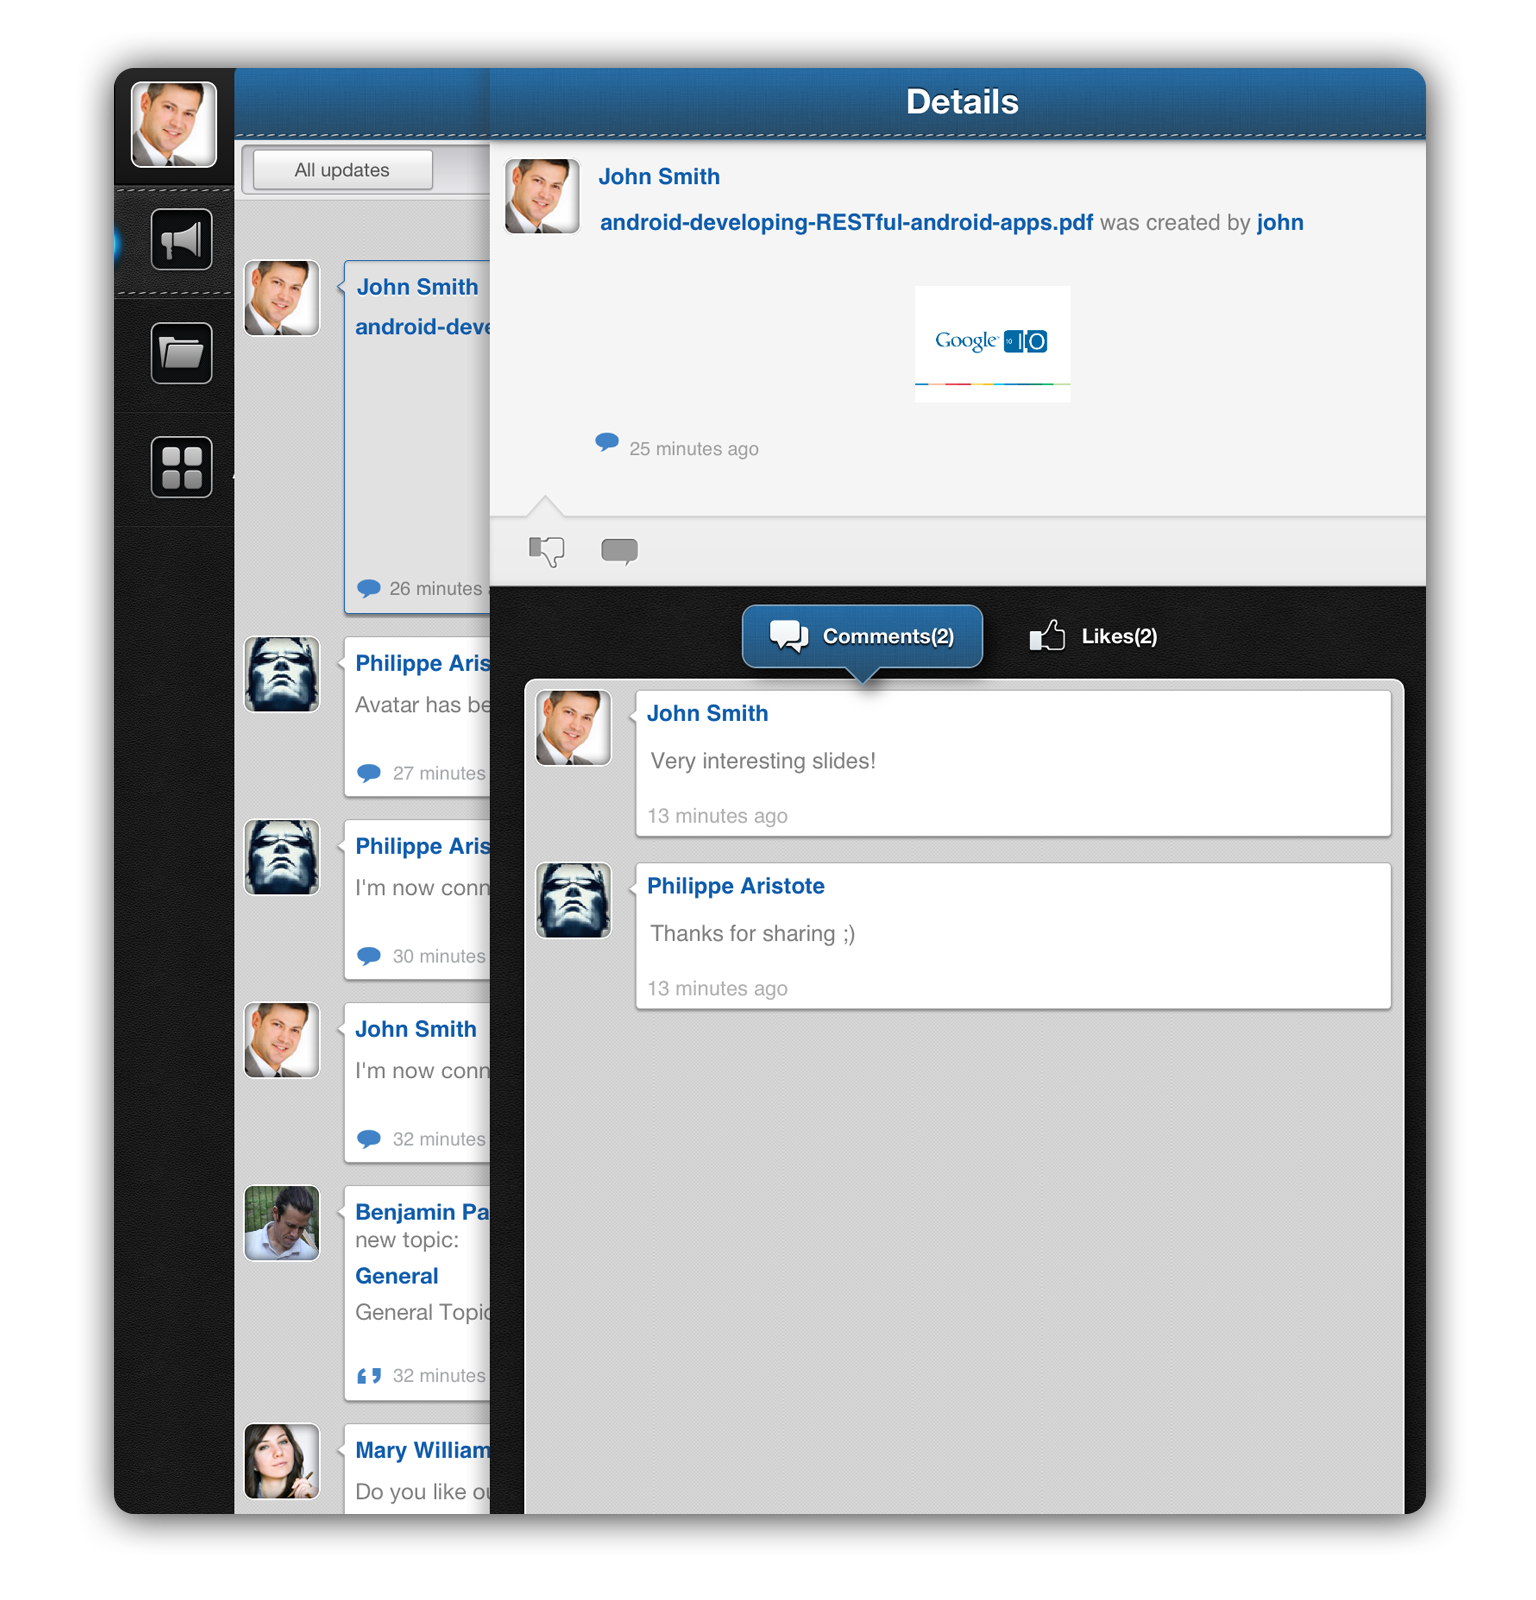 Details
All updates
John Smith
android-deve
26 minutes
Philippe Aris
Avatar has be
27 minutes
Philippe Aris
I'm now conn
30 minutes
John Smith
I'm now conn
32 minutes
Benjamin Pa
new topic:
General
General Topic
32 minutes
Mary William
Do you like ou
John Smith
android-developing-RESTful-android-apps.pdf was created by john
Google 10 IO
25 minutes ago
Comments(2)
Likes(2)
John Smith
Very interesting slides!
13 minutes ago
Philippe Aristote
Thanks for sharing ;)
13 minutes ago